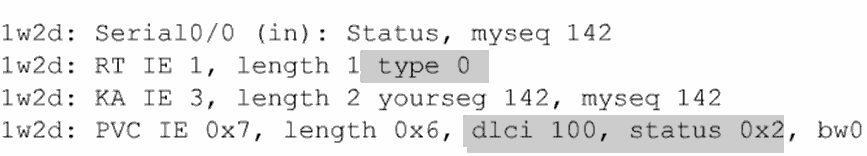 1w2d: Serial0/0 (in): Status, myseq 142
1w2d: RT IE 1, length 1 type 0
1w2d: KA IE 3, length 2 yourseg 142, myseq 142
1w2d: PVC IE 0x7, length 0x6, dlci 100, status 0x2, bw0